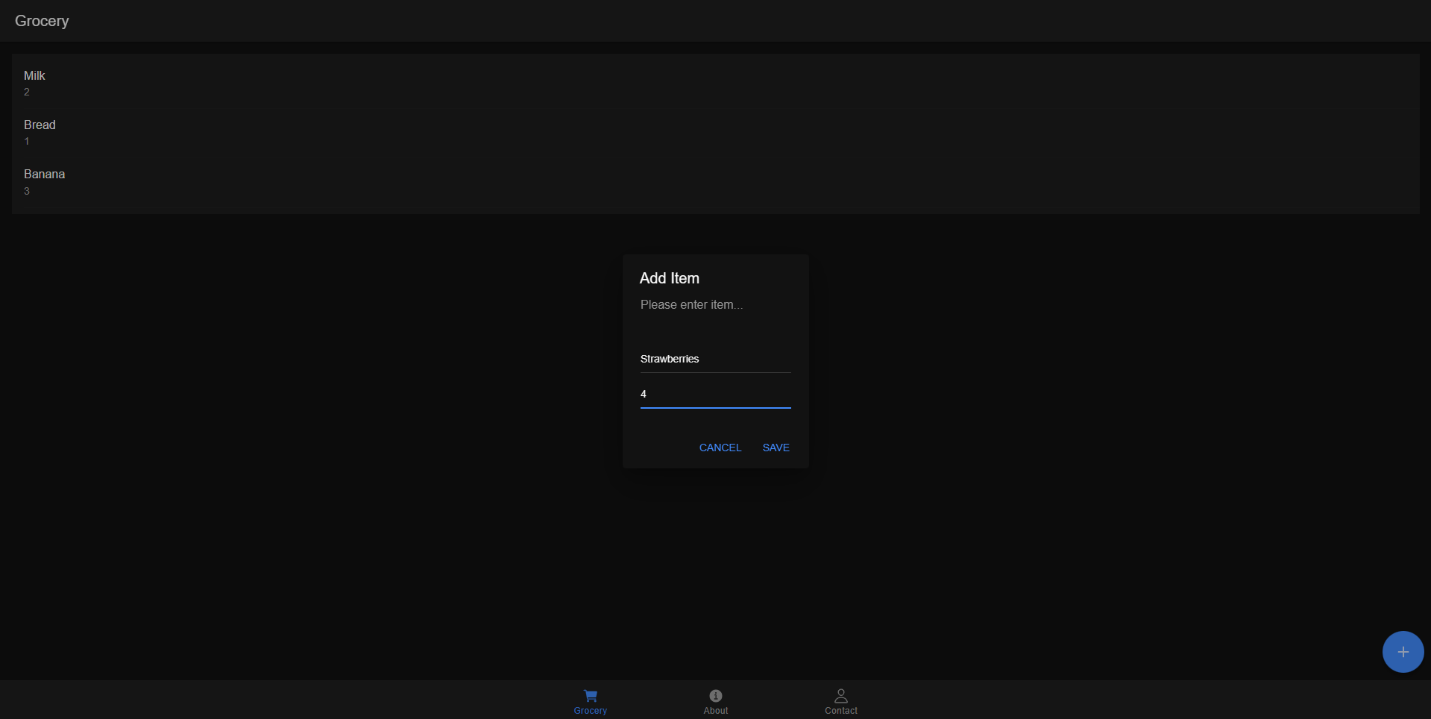 Grocery
Milk
2
Bread
1
Banana
3
Add Item
Please enter item...
Strawberries
4
CANCEL SAVE
Grocery About Contact